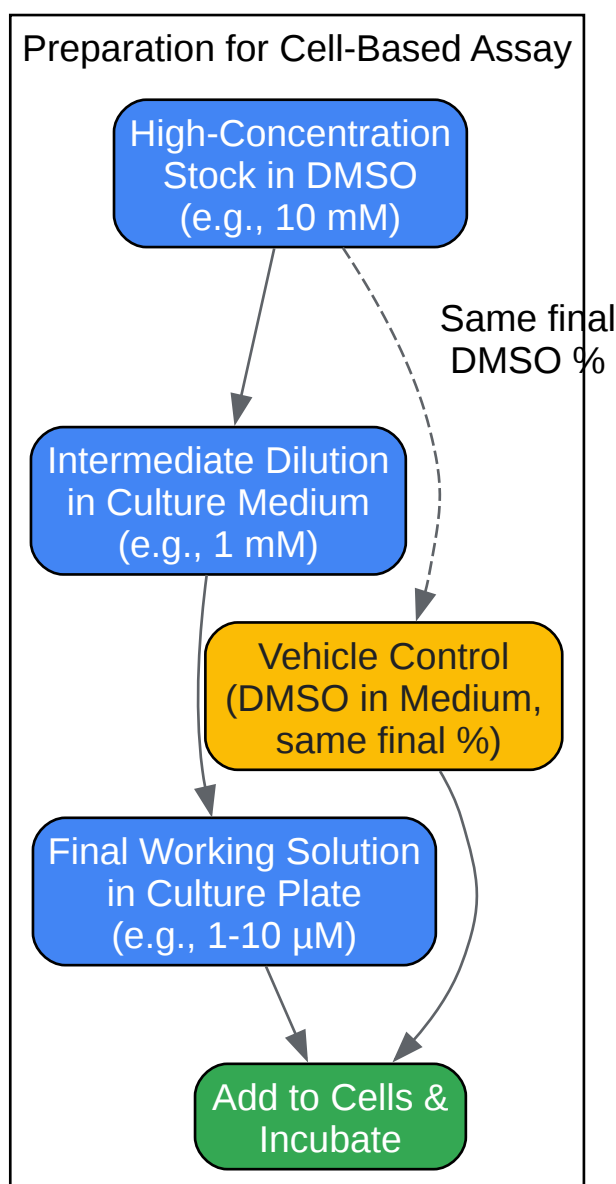 Preparation for Cell-Based Assay
High-Concentration
Stock in DMSO
(e.g., 10 mM)
Same final
DMSO %
Intermediate Dilution
in Culture Medium
(e.g., 1 mM)
Vehicle Control
(DMSO in Medium,
same final %)
Final Working Solution
in Culture Plate
(e.g., 1-10 µM)
Add to Cells &
Incubate